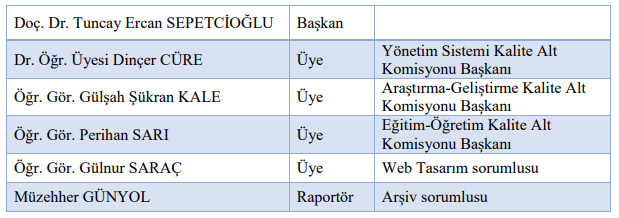 Doç. Dr. Tuncay Ercan SEPETCİOĞLU Başkan
Dr. Öğr. Üyesi Dinçer CÜRE Üye Yönetim Sistemi Kalite Alt
Komisyonu Başkanı
Öğr. Gör. Gülşah Şükran KALE Üye Araştırma-Geliştirme Kalite Alt
Komisyonu Başkanı
Öğr. Gör. Perihan SARI Üye Eğitim-Öğretim Kalite Alt
Komisyonu Başkanı
Öğr. Gör. Gülnur SARAÇ Üye Web Tasarım sorumlusu
Müzehher GÜNYOL Raportör Arşiv sorumlusu